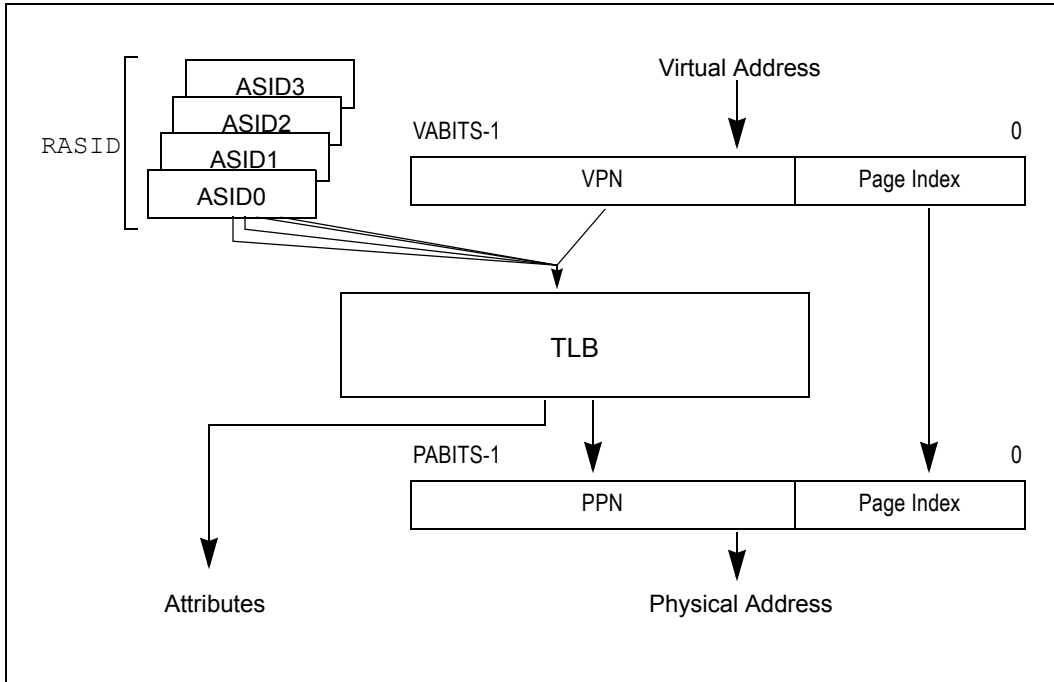 Virtual Address
ASID3
ASID2
ASID1
ASID0
RASID
VABITS-1 0
VPN Page Index
TLB
PABITS-1 0
PPN Page Index
Attributes Physical Address